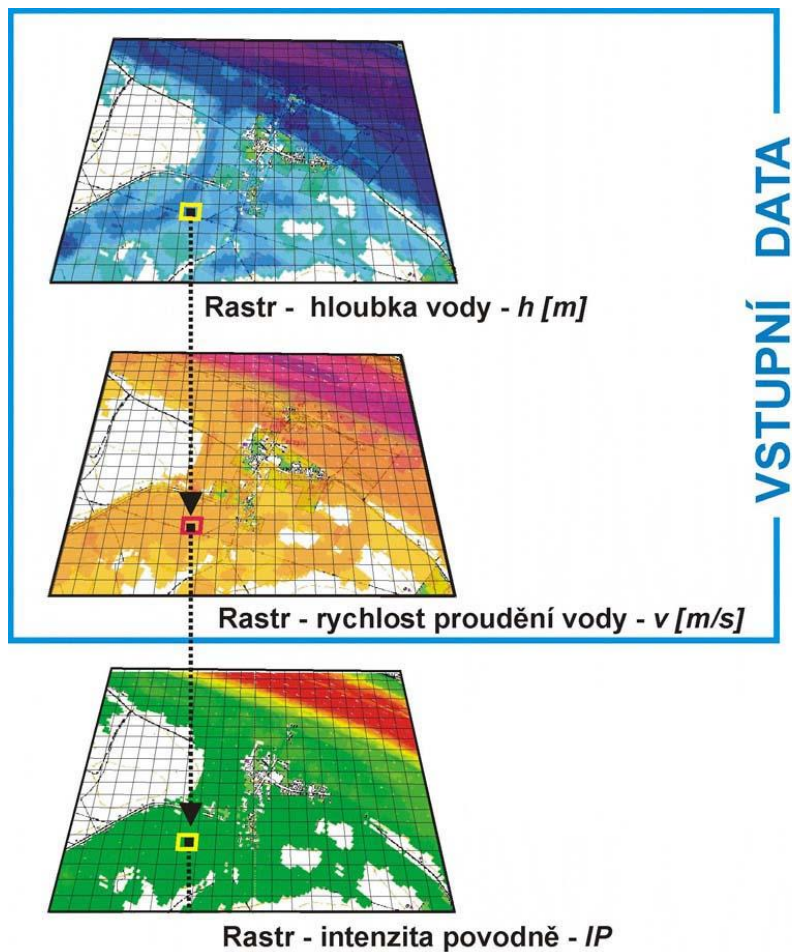 Rastr - hloubka vody - h [m]
VSTUPNÍ DATA
Rastr - rychlost proudění vody - v [m/s]
Rastr - intenzita povodně - IP